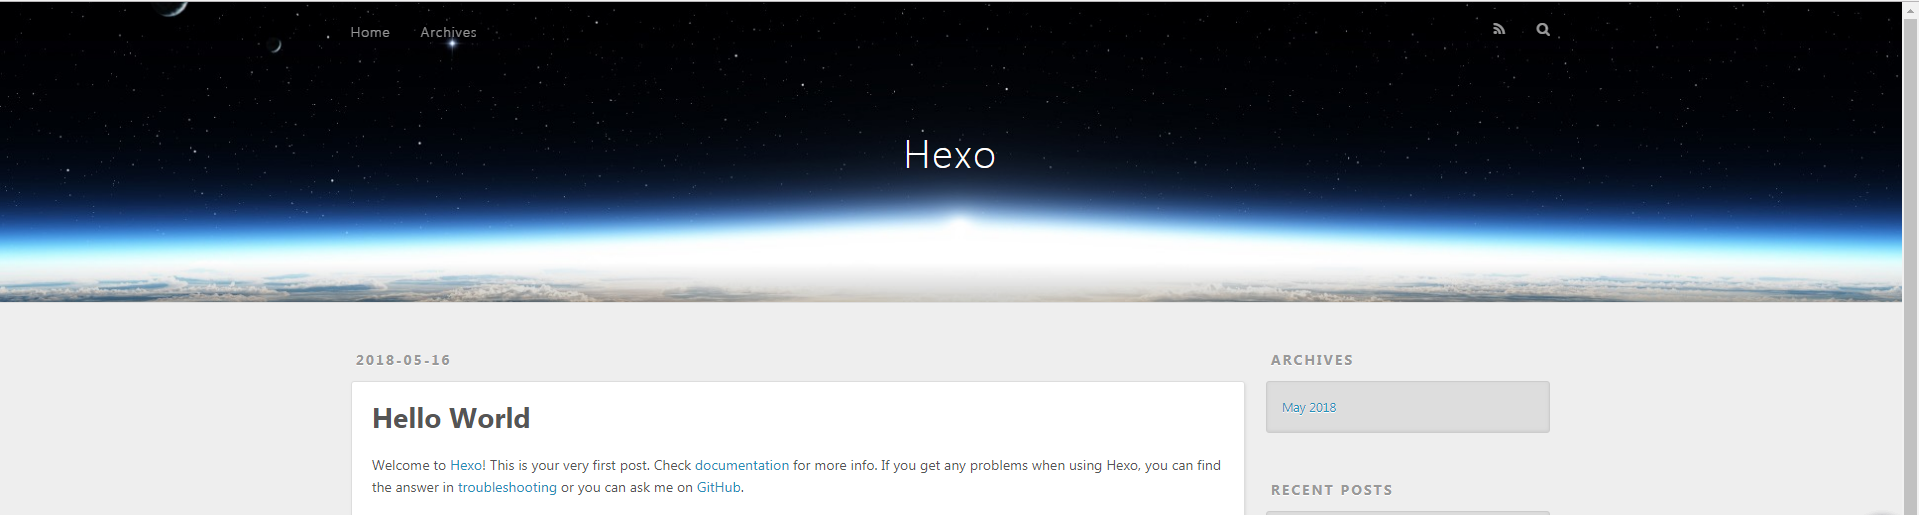 Home Archives
Hexo
2018-05-16
Hello World
Welcome to Hexo! This is your very first post. Check documentation for more info. If you get any problems when using Hexo, you can find
the answer in troubleshooting or you can ask me on GitHub.
ARCHIVES
May 2018
RECENT POSTS